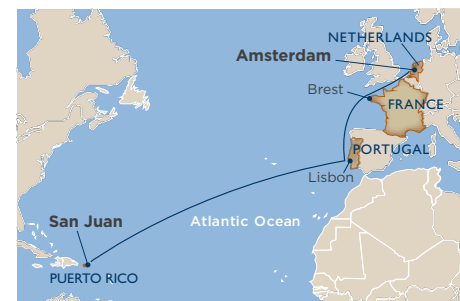 NETHERLANDS
Amsterdam
Brest
FRANCE
PORTUGAL
Lisbon
San Juan
Atlantic Ocean
PUERTO RICO